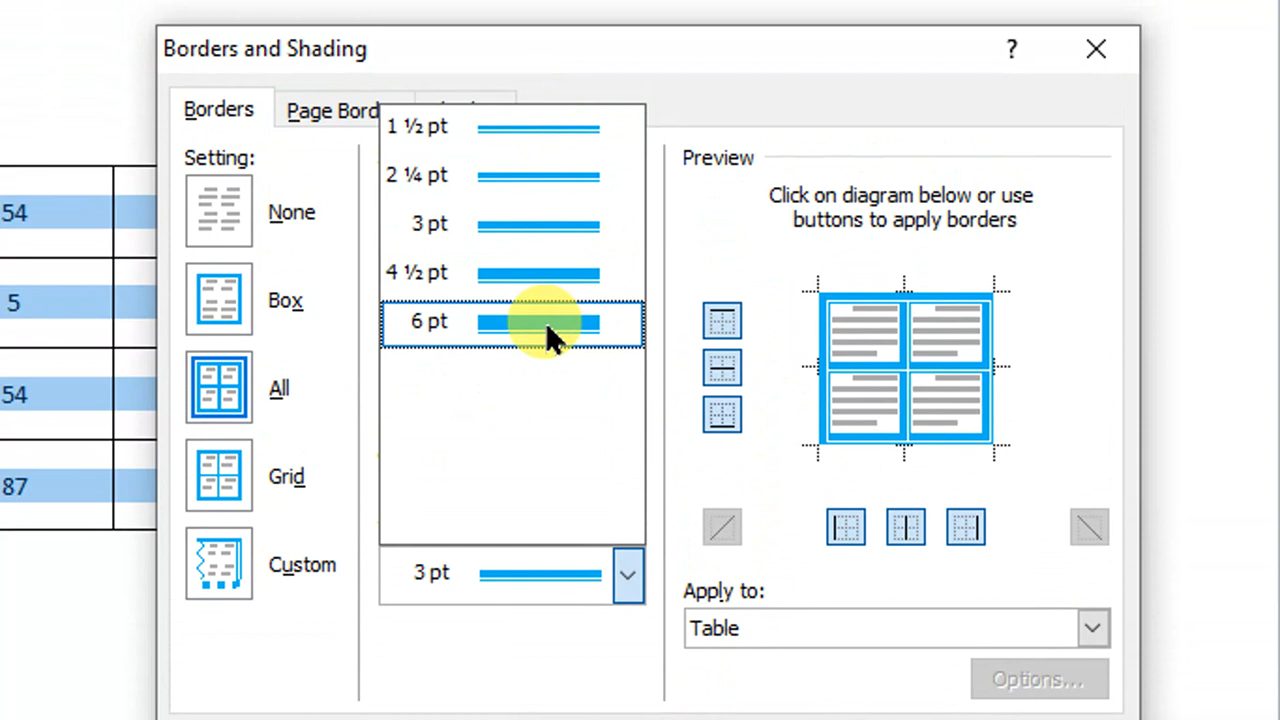 Borders and Shading
?
Borders
Page Bord
Setting:
None
Box
All
Grid
Custom
1 ½ pt
2 ¼ pt
3 pt
4 ½ pt
6 pt
3 pt
Preview
Click on diagram below or use
buttons to apply borders
Apply to:
Table
Options...
54
5
54
87